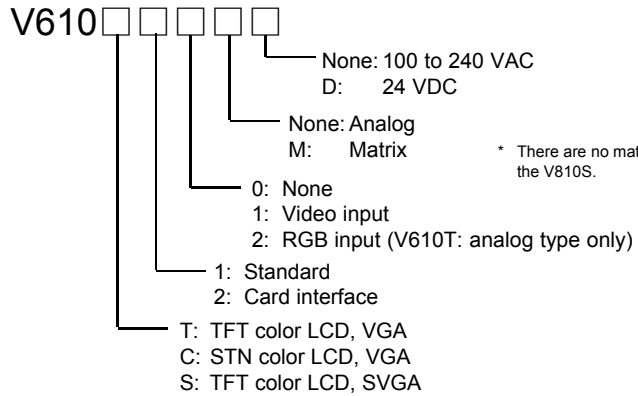 V610□□□□□
None: 100 to 240 VAC
D: 24 VDC
None: Analog
M: Matrix
* There are no
the V810S.
0: None
1: Video input
2: RGB input (V610T: analog type only)
1: Standard
2: Card interface
T: TFT color LCD, VGA
C: STN color LCD, VGA
S: TFT color LCD, SVGA